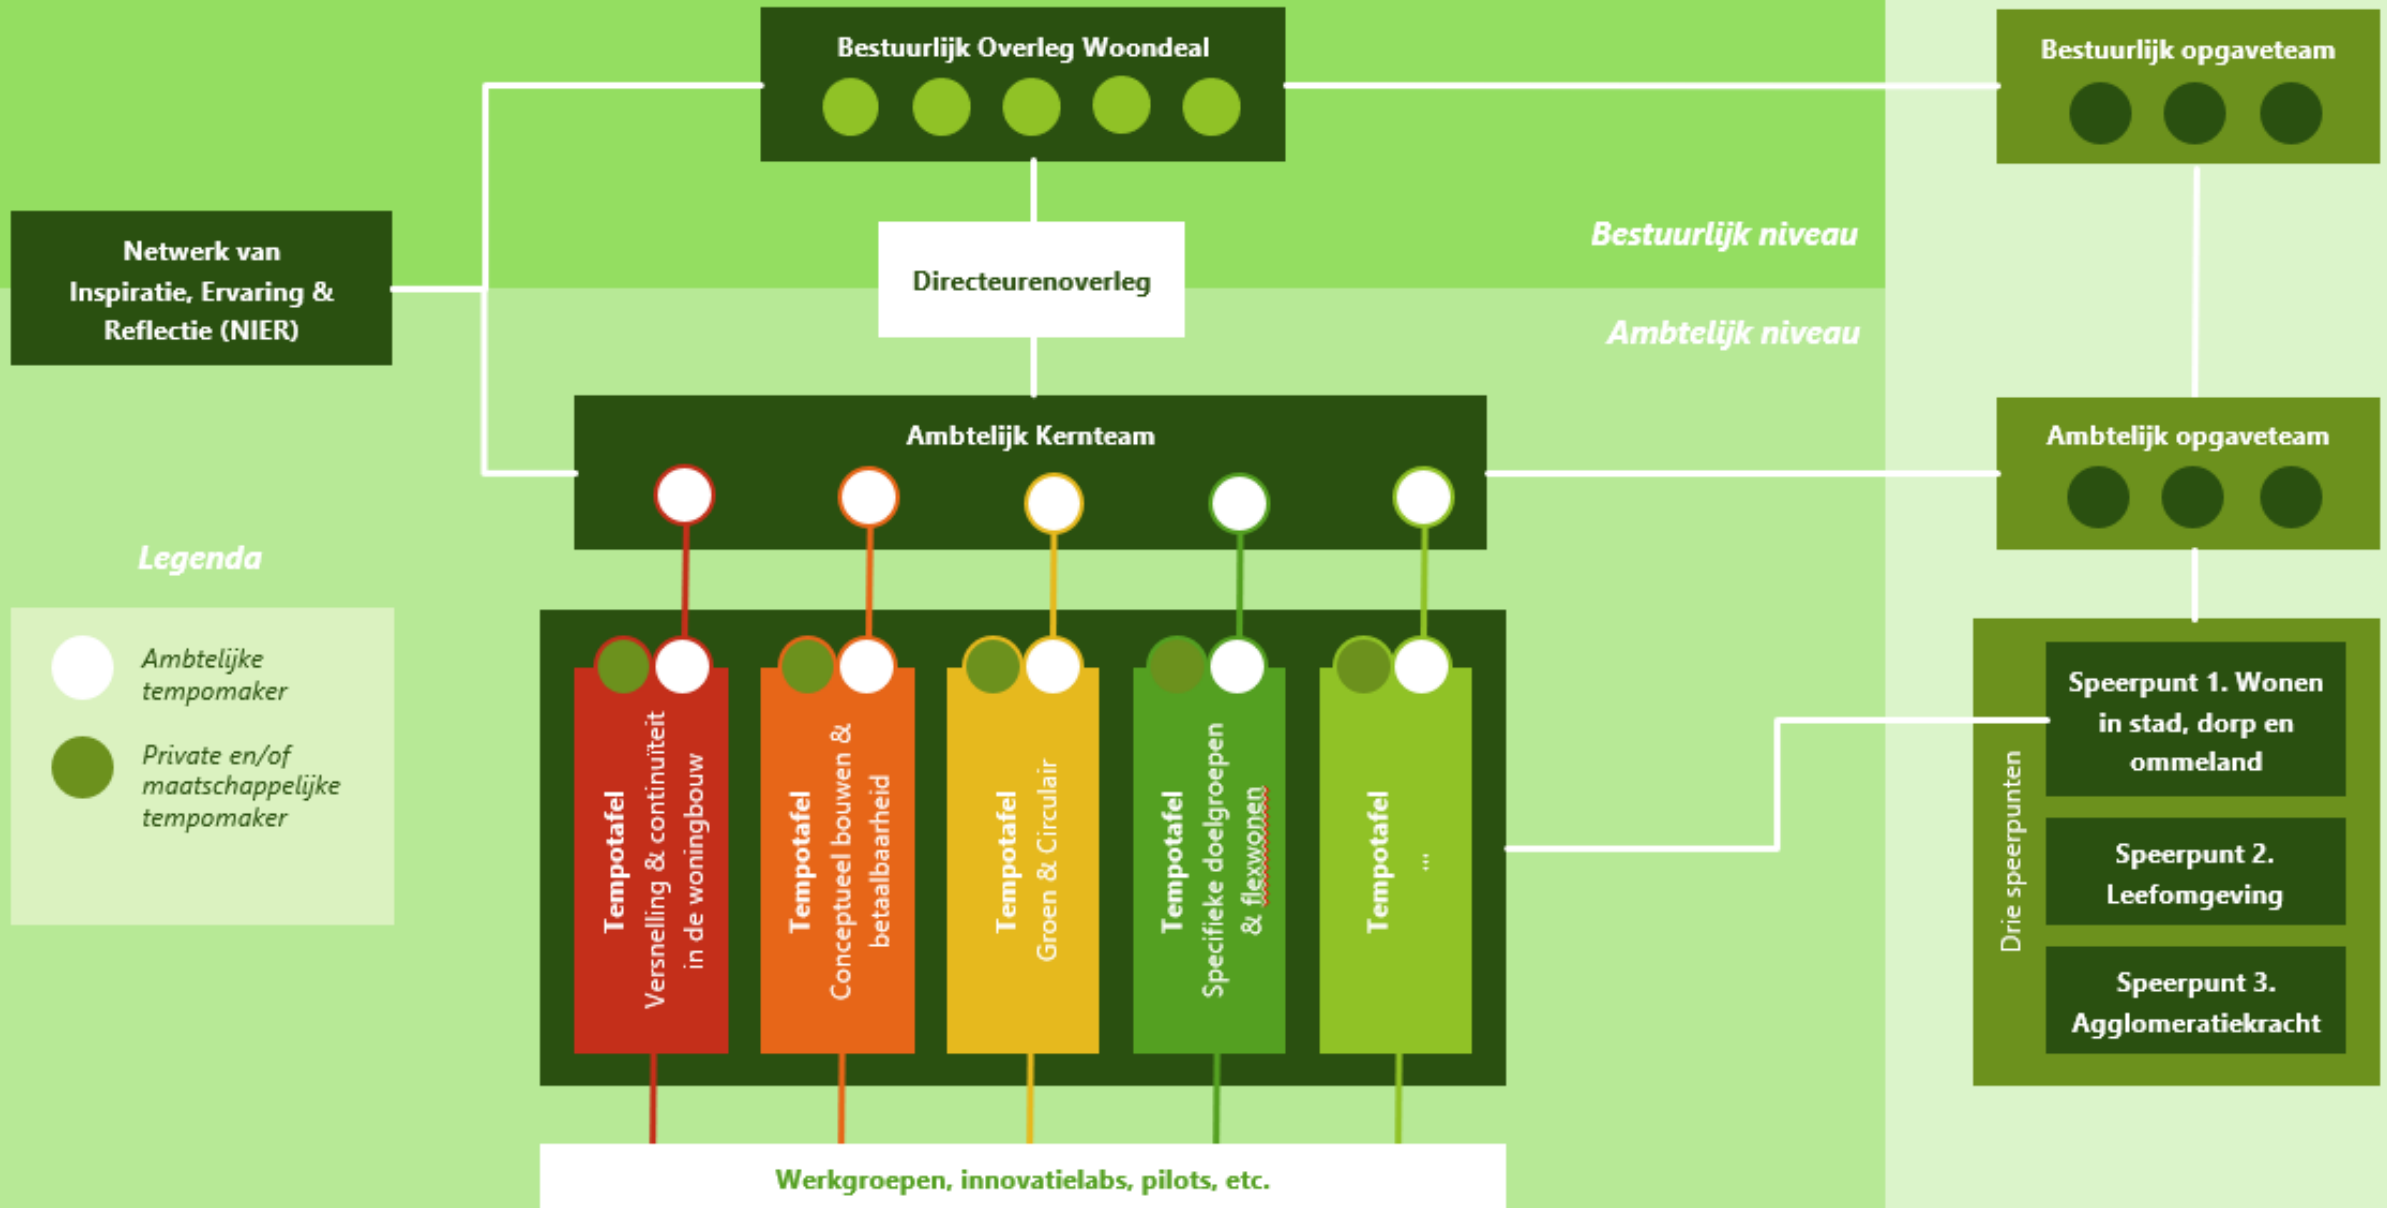 Bestuurlijk Overleg Woondeal
Bestuurlijk opgaveteam
Netwerk van
Inspiratie, Ervaring &
Reflectie (NIER)
Bestuurlijk niveau
Directeurenoverleg
Ambtelijk niveau
Ambtelijk Kernteam
Ambtelijk opgaveteam
Legenda
Ambtelijke
tempomaker
Private en/of
maatschappelijke
tempomaker
Tempotafel
Versnelling & continuïteit
in de woningbouw
Tempotafel
Conceptueel bouwen &
betaalbaarheid
Tempotafel
Groen & Circulair
Tempotafel
Specifieke doelgroepen
& flexwonen
Tempotafel
...
Drie speerpunten
Speerpunt 1. Wonen
in stad, dorp en
ommeland
Speerpunt 2.
Leefomgeving
Speerpunt 3.
Agglomeratiekracht
Werkgroepen, innovatielabs, pilots, etc.